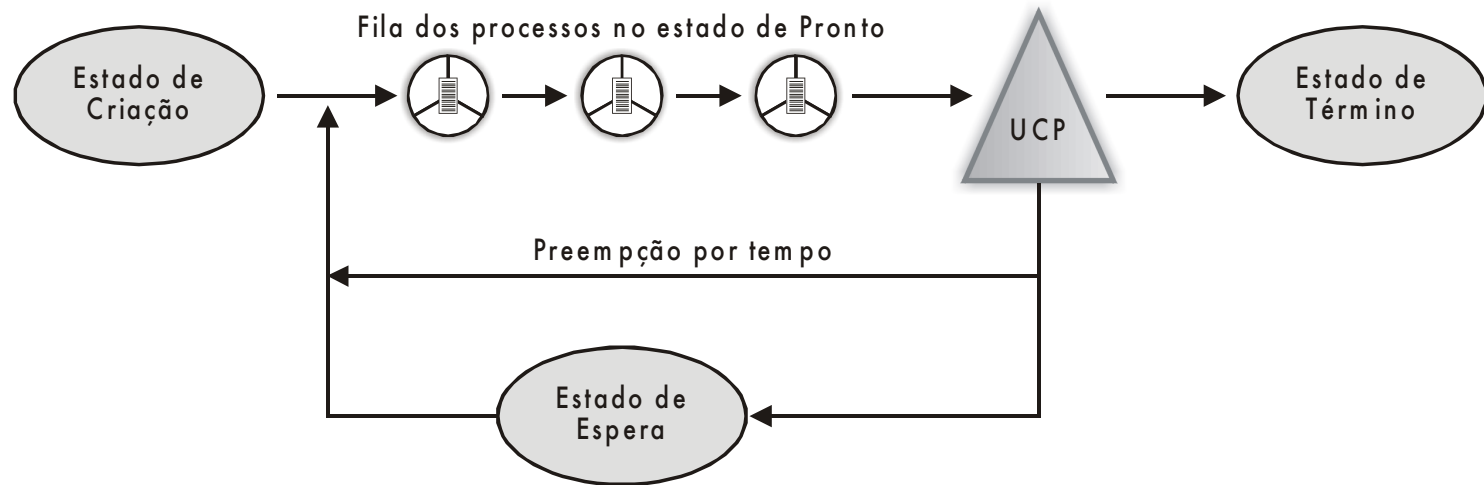 Fila dos processos no estado de Pronto
Estado de
Criação
UCP
Estado de
Término
Preempção por tempo
Estado de
Espera